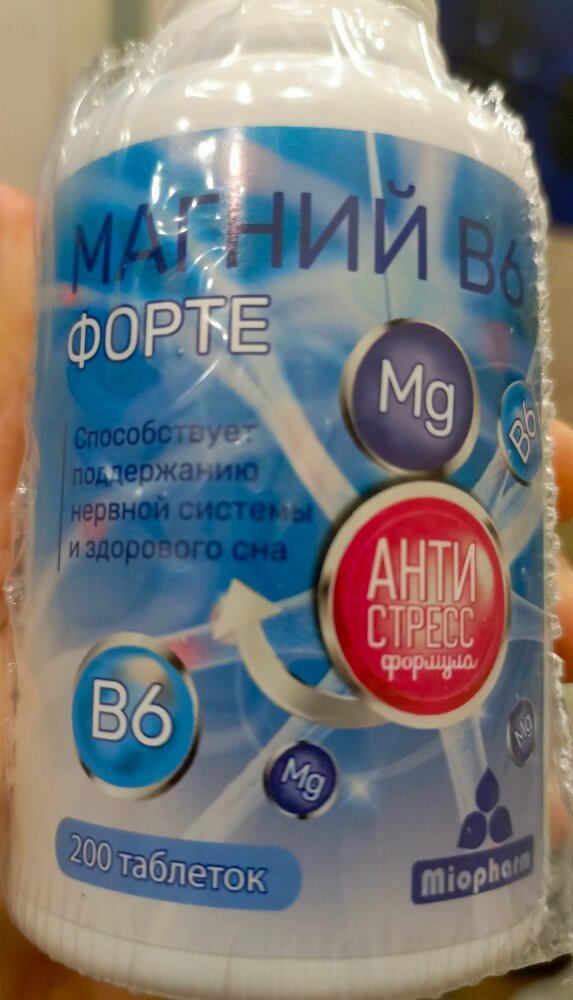 МАГНИЙ B6
ФОРТЕ
Способствует
поддержанию
нервной системы
и здорового сна
Mg
B6
АНТИ
СТРЕСС
формула
B6
Mg
Mg
200 таблеток
Miopharm